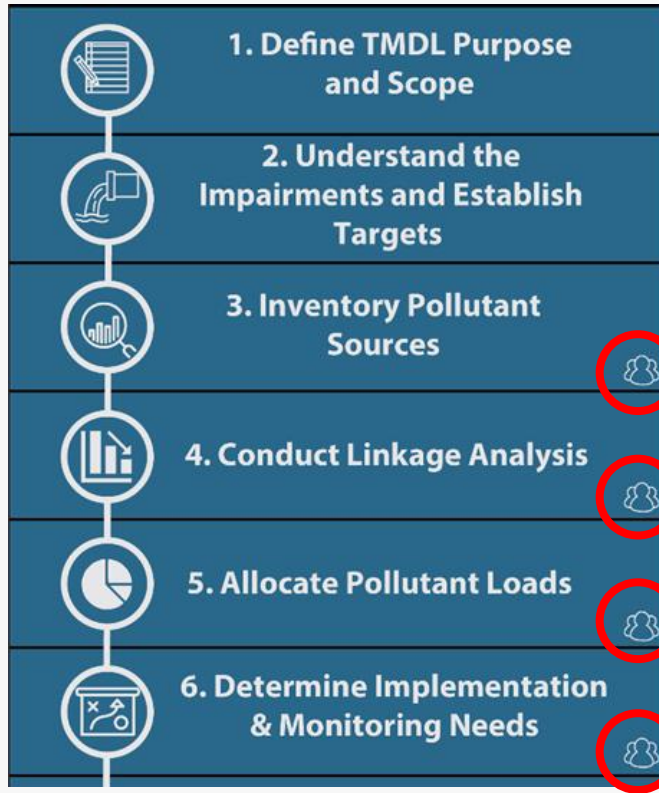 1. Define TMDL Purpose
and Scope
2. Understand the
Impairments and Establish
Targets
3. Inventory Pollutant
Sources
4. Conduct Linkage Analysis
5. Allocate Pollutant Loads
6. Determine Implementation
& Monitoring Needs